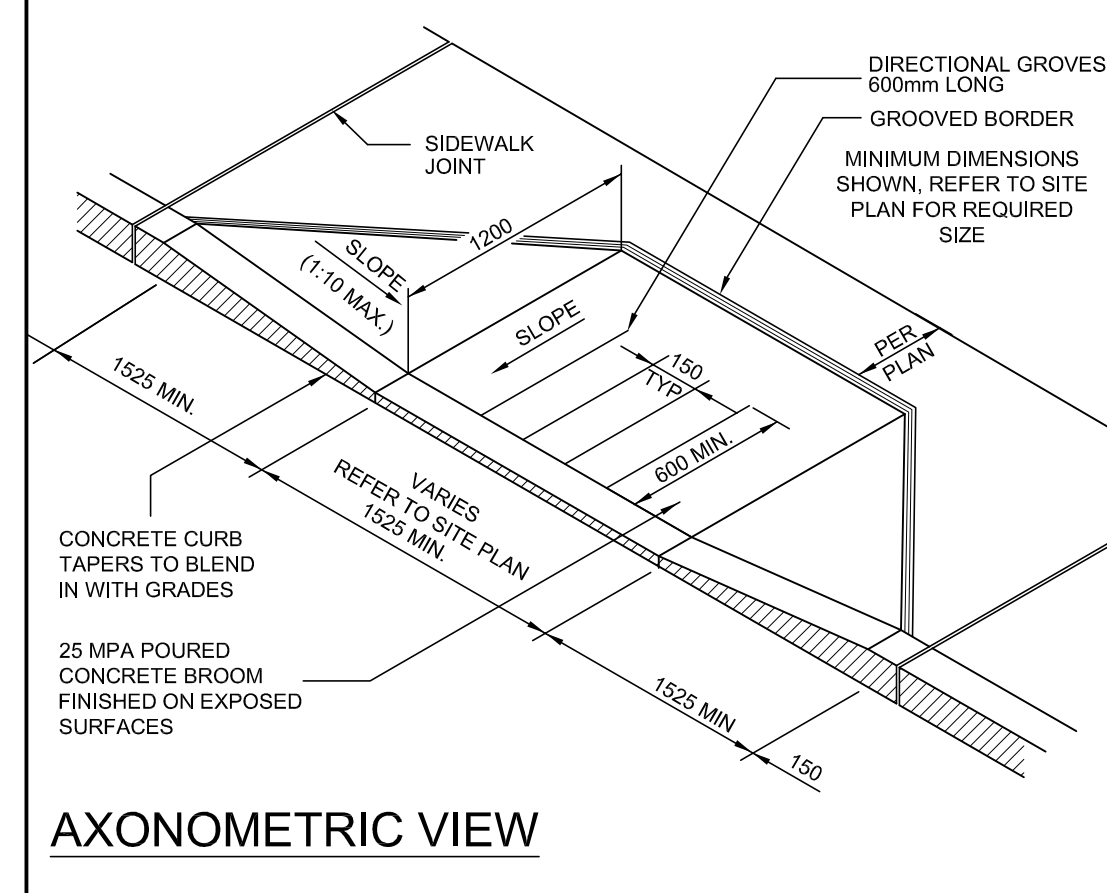 DIRECTIONAL GROVES
600mm LONG
GROOVED BORDER
MINIMUM DIMENSIONS
SHOWN, REFER TO SITE
PLAN FOR REQUIRED
SIZE
SIDEWALK
JOINT
1200
SLOPE
(1:10 MAX.)
SLOPE
PER
PLAN
150
TYP
600 MIN.
1525 MIN.
VARIES
REFER TO SITE PLAN
1525 MIN.
CONCRETE CURB
TAPERS TO BLEND
IN WITH GRADES
25 MPA POURED
CONCRETE BROOM
FINISHED ON EXPOSED
SURFACES
1525 MIN
150
AXONOMETRIC VIEW